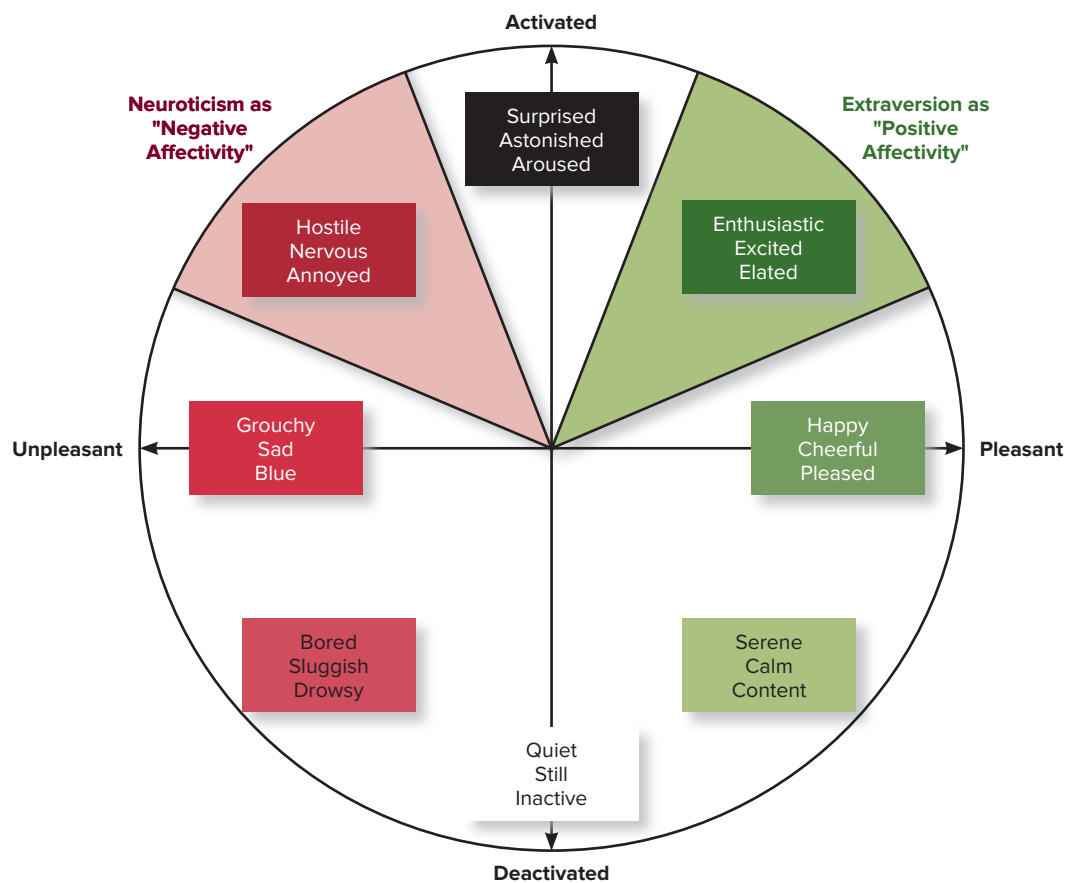 Activated
Neuroticism as
"Negative
Affectivity"
Extraversion as
"Positive
Affectivity"
Surprised
Astonished
Aroused
Hostile
Nervous
Annoyed
Enthusiastic
Excited
Elated
Unpleasant
Grouchy
Sad
Blue
Happy
Cheerful
Pleased
Pleasant
Bored
Sluggish
Drowsy
Serene
Calm
Content
Quiet
Still
Inactive
Deactivated